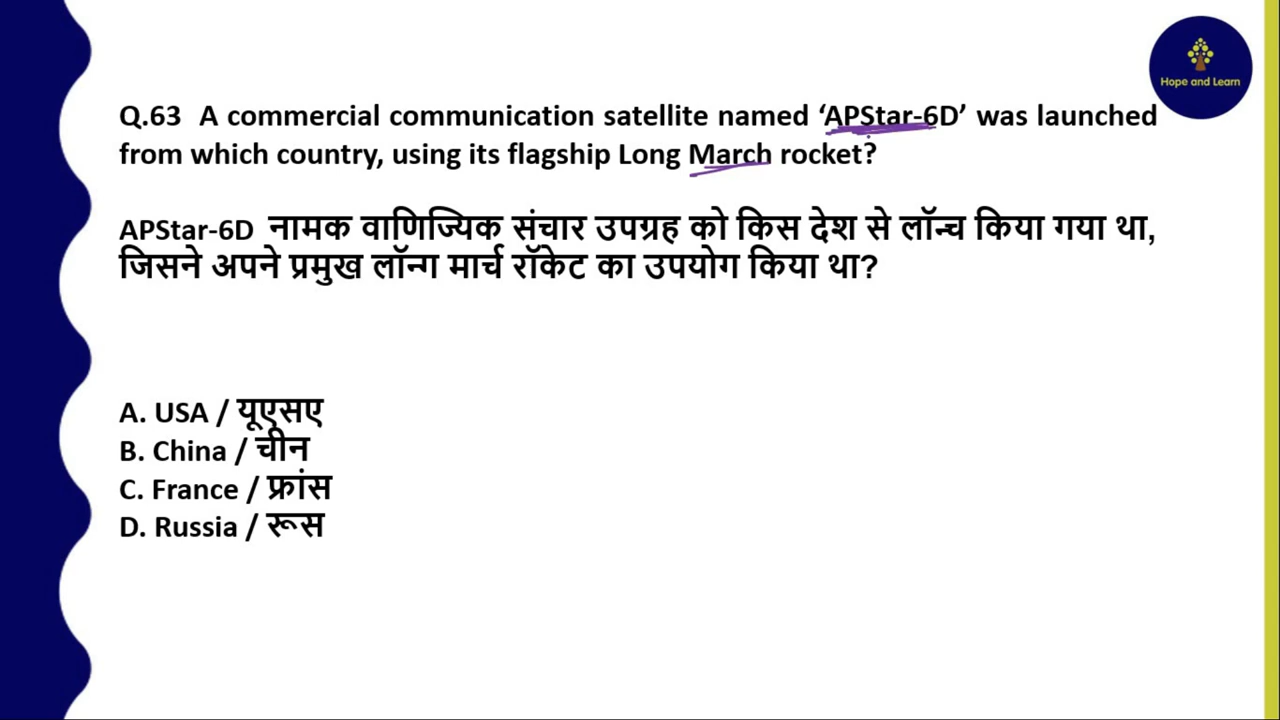 Hope and Learn
Q.63 A commercial communication satellite named ‘APStar-6D’ was launched
from which country, using its flagship Long March rocket?
APStar-6D नामक वाणिज्यिक संचार उपग्रह को किस देश से लॉन्च किया गया था,
जिसने अपने प्रमुख लॉन्ग मार्च रॉकेट का उपयोग किया था?
A. USA / यूएसए
B. China / चीन
C. France / फ्रांस
D. Russia / रूस